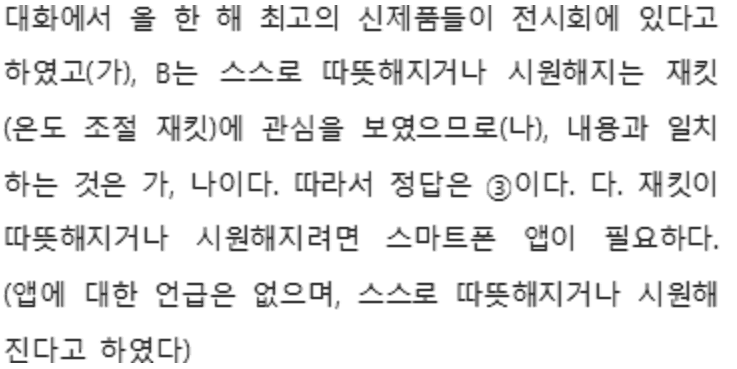 대화에서 올 한 해 최고의 신제품들이 전시회에 있다고
하였고(가), B는 스스로 따뜻해지거나 시원해지는 재킷
(온도 조절 재킷)에 관심을 보였으므로(나), 내용과 일치
하는 것은 가, 나이다. 따라서 정답은 ③이다. 다. 재킷이
따뜻해지거나 시원해지려면 스마트폰 앱이 필요하다.
(앱에 대한 언급은 없으며, 스스로 따뜻해지거나 시원해
진다고 하였다)